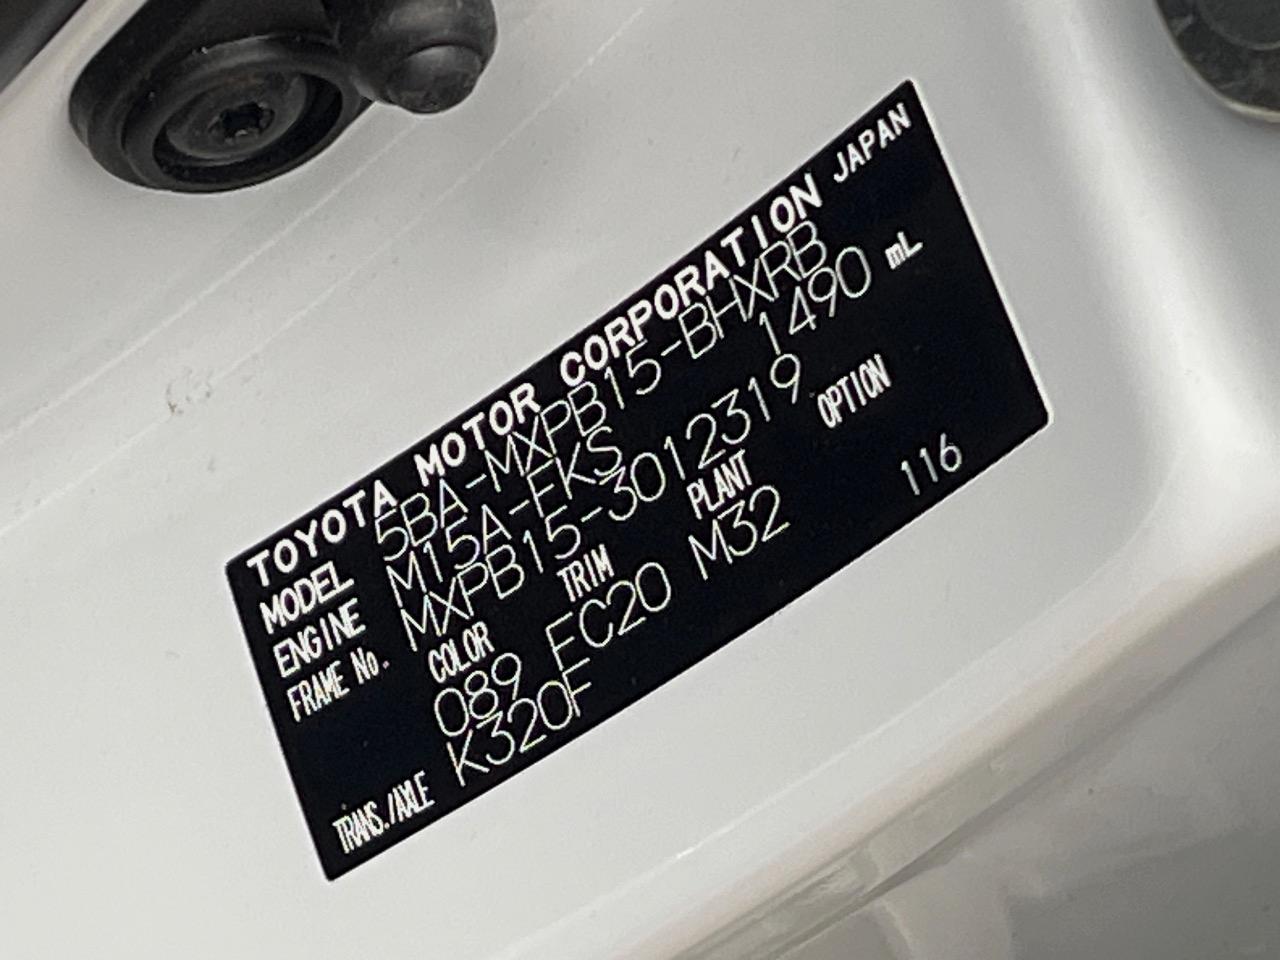 TOYOTA MOTOR CORPORATION JAPAN
MODEL 5BA-MXPB15-BHXRB
ENGINE M15A-FKS 1490 mL
FRAME No. MXPB15-3012319
COLOR TRIM PLANT OPTION
089 FC20 M32 116
TRANS./AXLE K320F